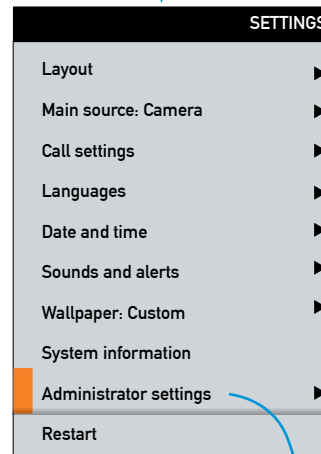 SETTINGS
Layout
Main source: Camera
Call settings
Languages
Date and time
Sounds and alerts
Wallpaper: Custom
System information
Administrator settings
Restart